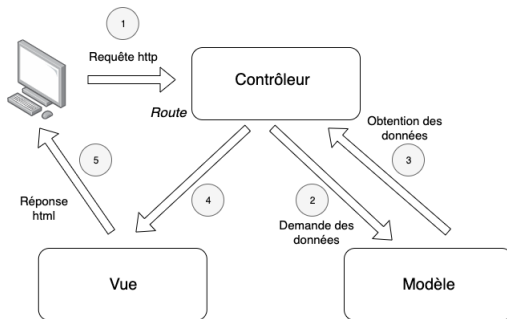 1
Requête http
Contrôleur
Route
Obtention des
données
3
5
4
2
Réponse
html
Demande des
données
Vue
Modèle